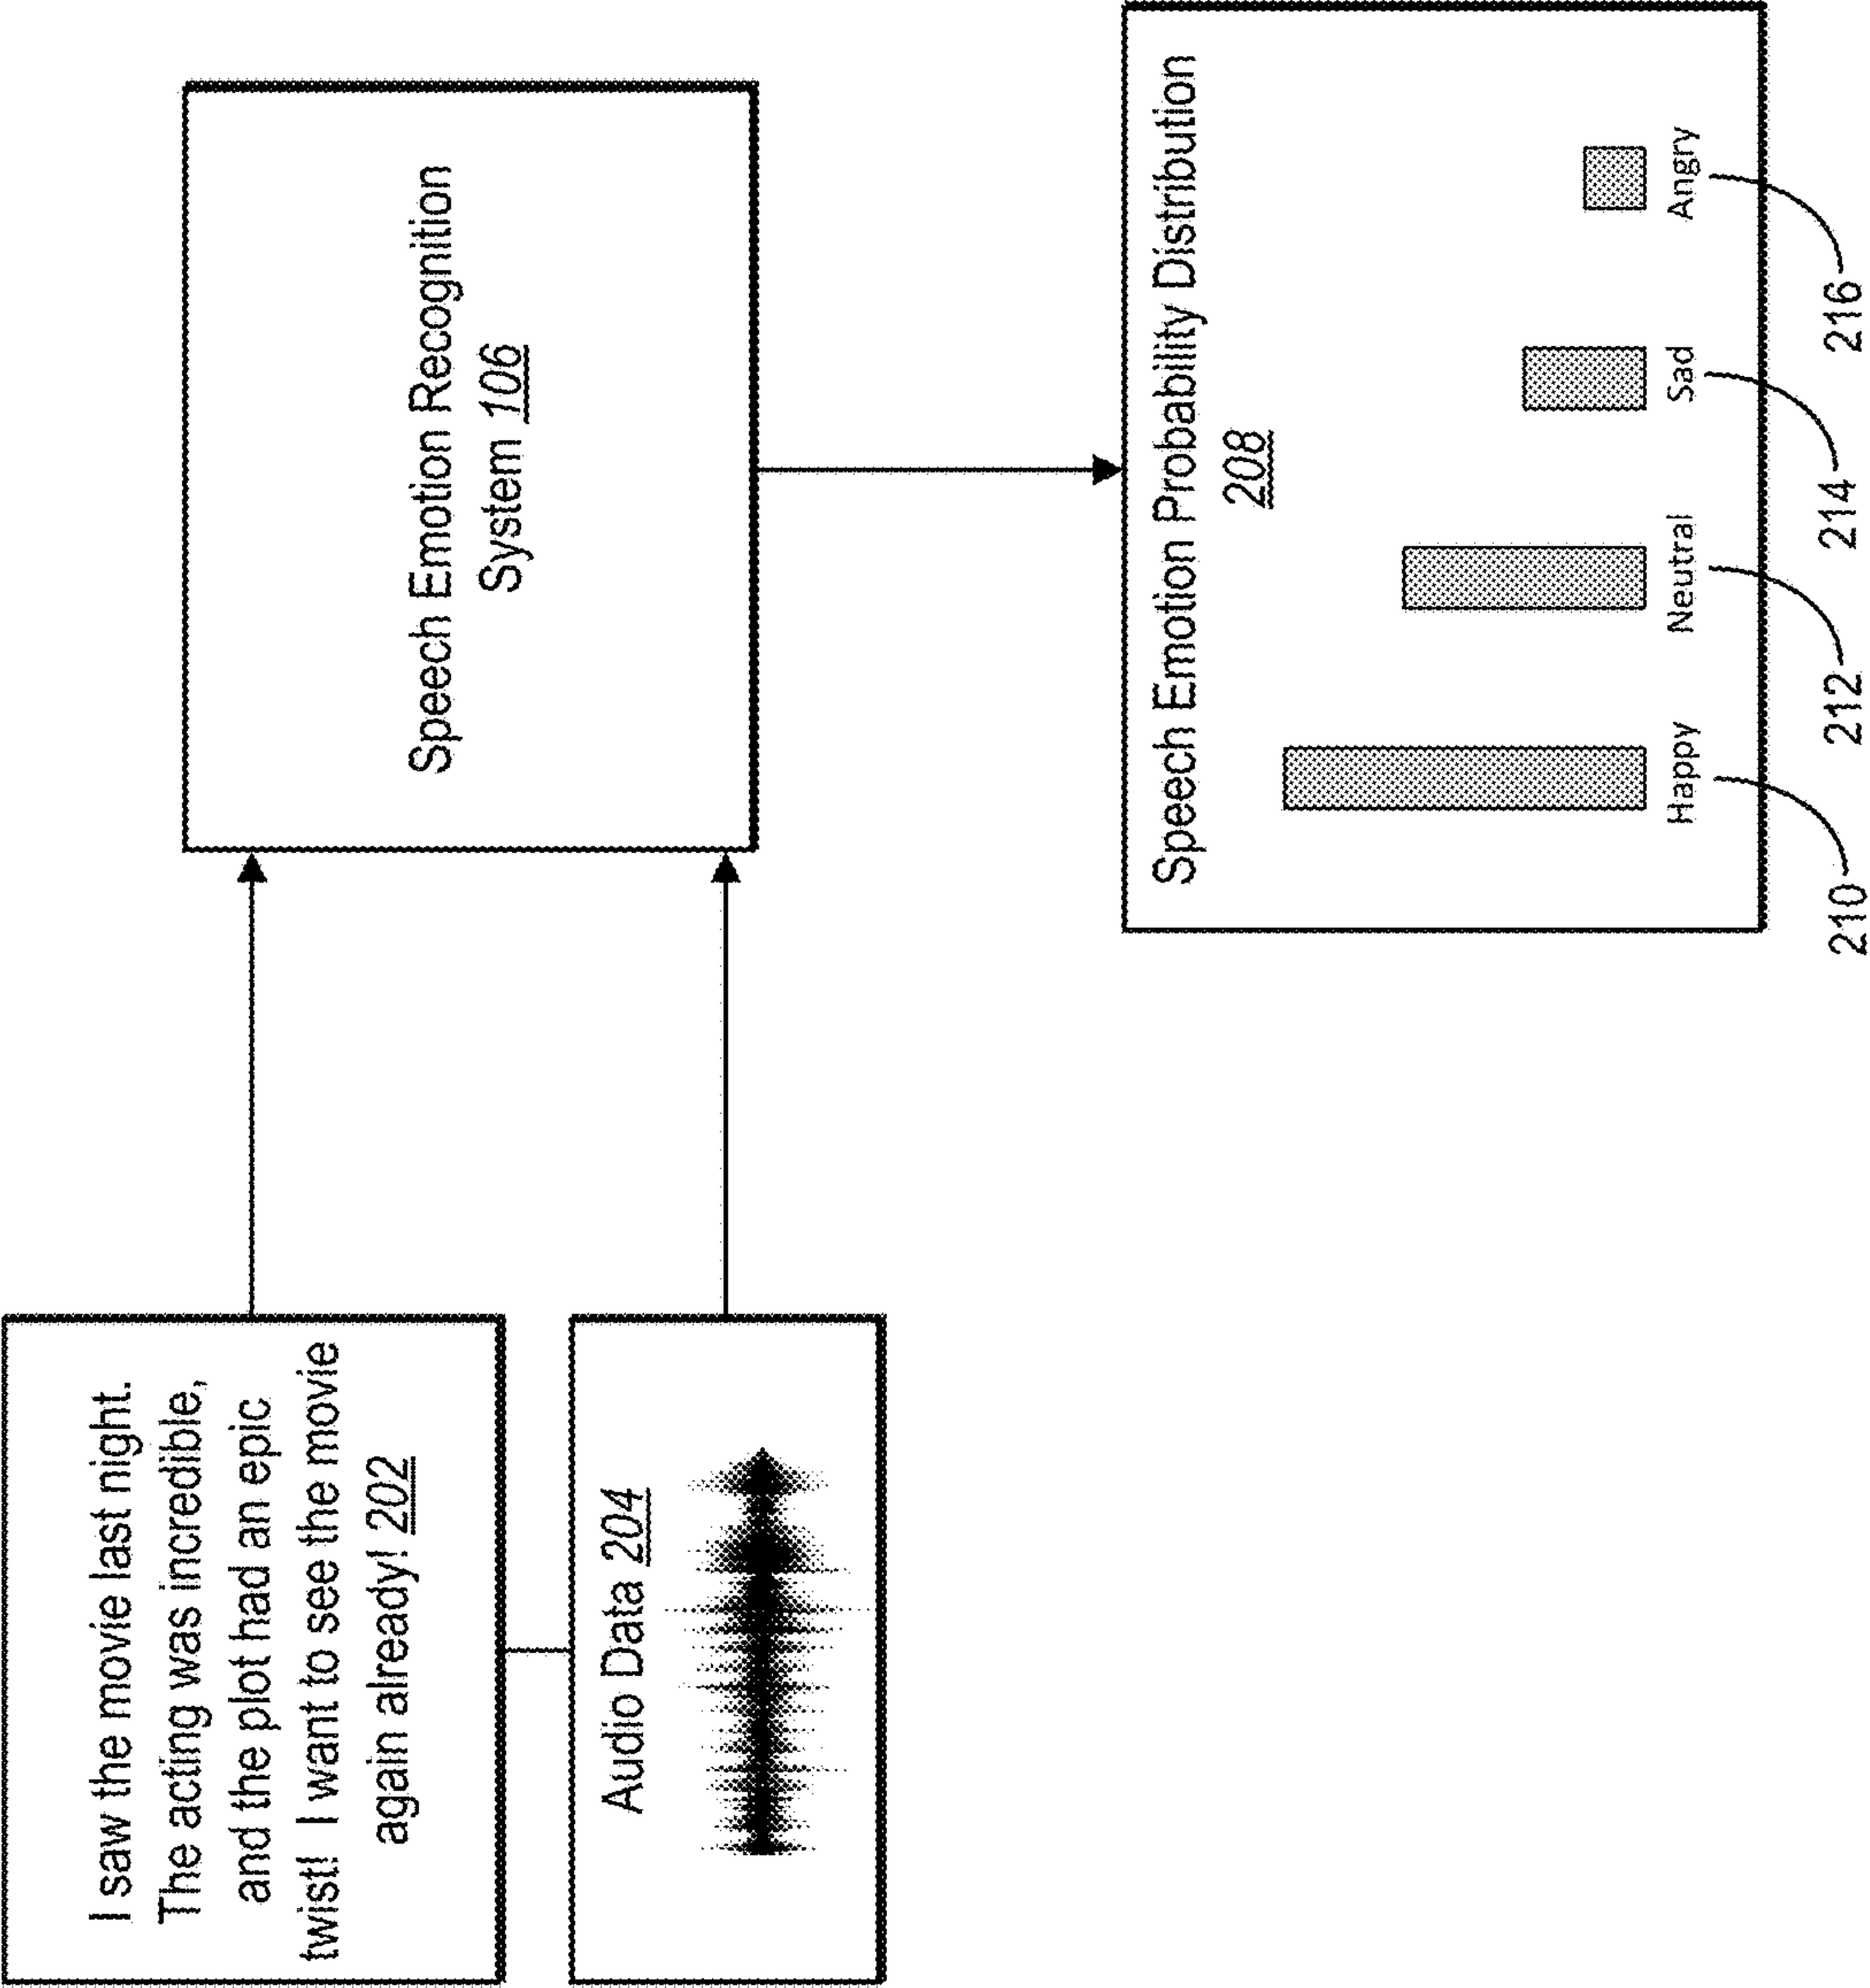 I saw the movie last night.
The acting was incredible,
and the plot had an epic
twist! I want to see the movie
again already! 202
Audio Data 204
Speech Emotion Recognition
System 106
Speech Emotion Probability Distribution
208
Happy
Neutral
Sad
Angry
210
212
214
216